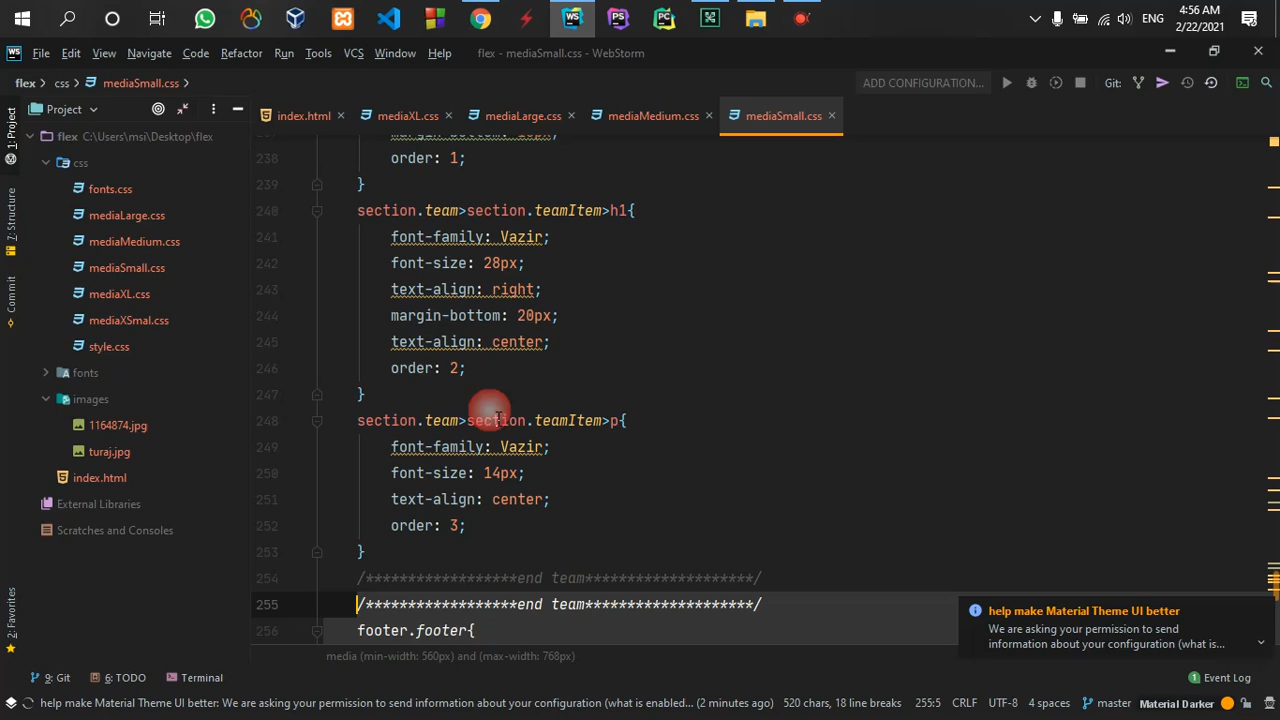 4:56 AM
ENG
2/22/2021
File Edit View Navigate Code Refactor Run Tools VCS Window Help flex - mediaSmall.css - WebStorm
flex > css > mediaSmall.css
ADD CONFIGURATION... Git:
1: Project
Project
index.html
mediaXL.css
mediaLarge.css
mediaMedium.css
mediaSmall.css
flex C:\Users\msi\Desktop\flex
css
fonts.css
mediaLarge.css
mediaMedium.css
mediaSmall.css
mediaXL.css
mediaXSmal.css
style.css
fonts
images
1164874.jpg
turaj.jpg
index.html
External Libraries
Scratches and Consoles
Z: Structure
Commit
2: Favorites
238 order: 1;
239 }
240 section.team>section.teamItem>h1{
241 font-family: Vazir;
242 font-size: 28px;
243 text-align: right;
244 margin-bottom: 20px;
245 text-align: center;
246 order: 2;
247 }
248 section.team>section.teamItem>p{
249 font-family: Vazir;
250 font-size: 14px;
251 text-align: center;
252 order: 3;
253 }
254 /******************end team********************/
255 /******************end team********************/
256 footer.footer{
media (min-width: 560px) and (max-width: 768px)
help make Material Theme UI better
We are asking your permission to send
information about your configuration (what is...
9: Git 6: TODO Terminal
1 Event Log
help make Material Theme UI better: We are asking your permission to send information about your configuration (what is enabled... (2 minutes ago) 520 chars, 18 line breaks 255:5 CRLF UTF-8 4 spaces master Material Darker